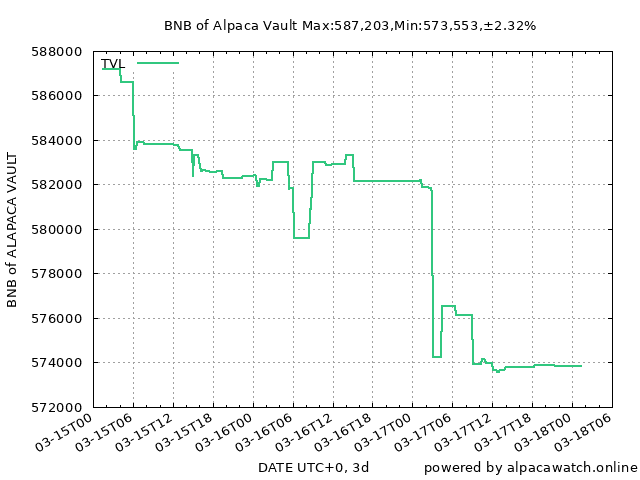 BNB of Alpaca Vault Max:587,203,Min:573,553,±2.32%
588000
586000
584000
582000
580000
578000
576000
574000
572000
BNB of ALAPACA VAULT
TVL
03-15T00
03-15T06
03-15T12
03-15T18
03-16T00
03-16T06
03-16T12
03-16T18
03-17T00
03-17T06
03-17T12
03-17T18
03-18T00
03-18T06
DATE UTC+0, 3d
powered by alpacawatch.online